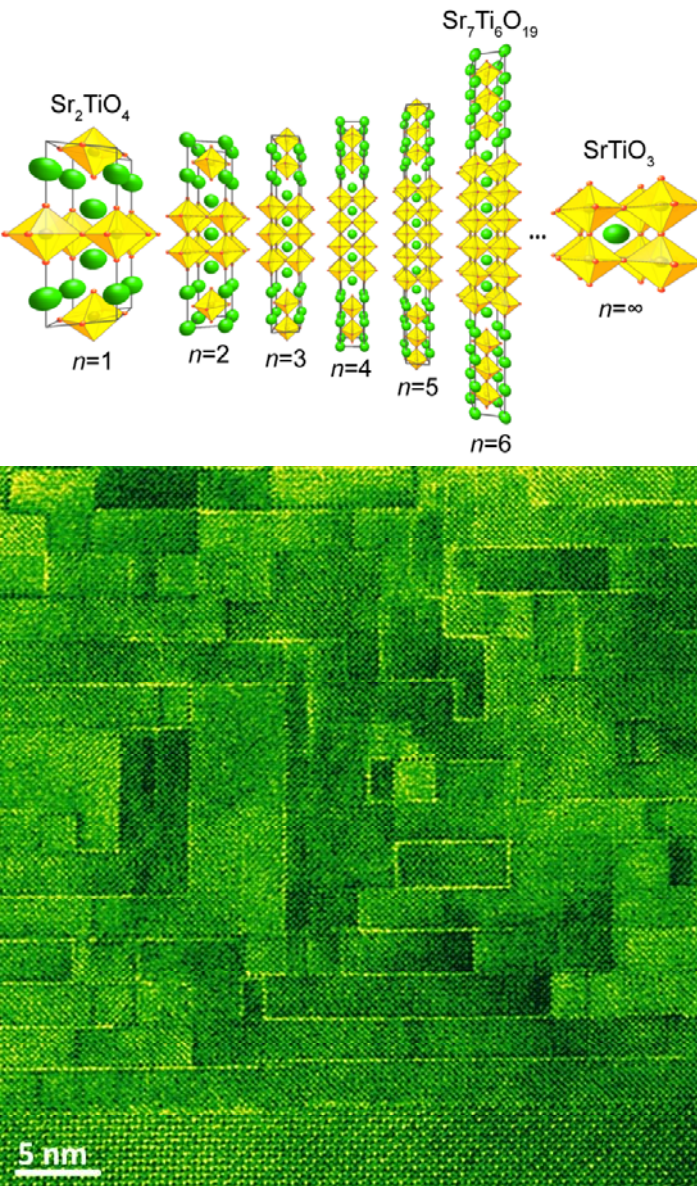 Sr₇Ti₆O₁₉
Sr₂TiO₄
SrTiO₃
...
n=∞
n=1
n=2
n=3
n=4
n=5
n=6
5 nm